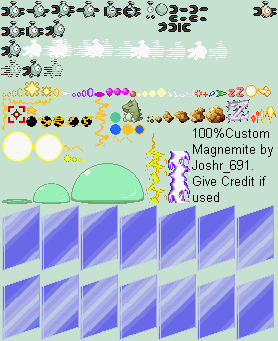 100%Custom
Magnemite by
Joshr_691.
Give Credit if
used